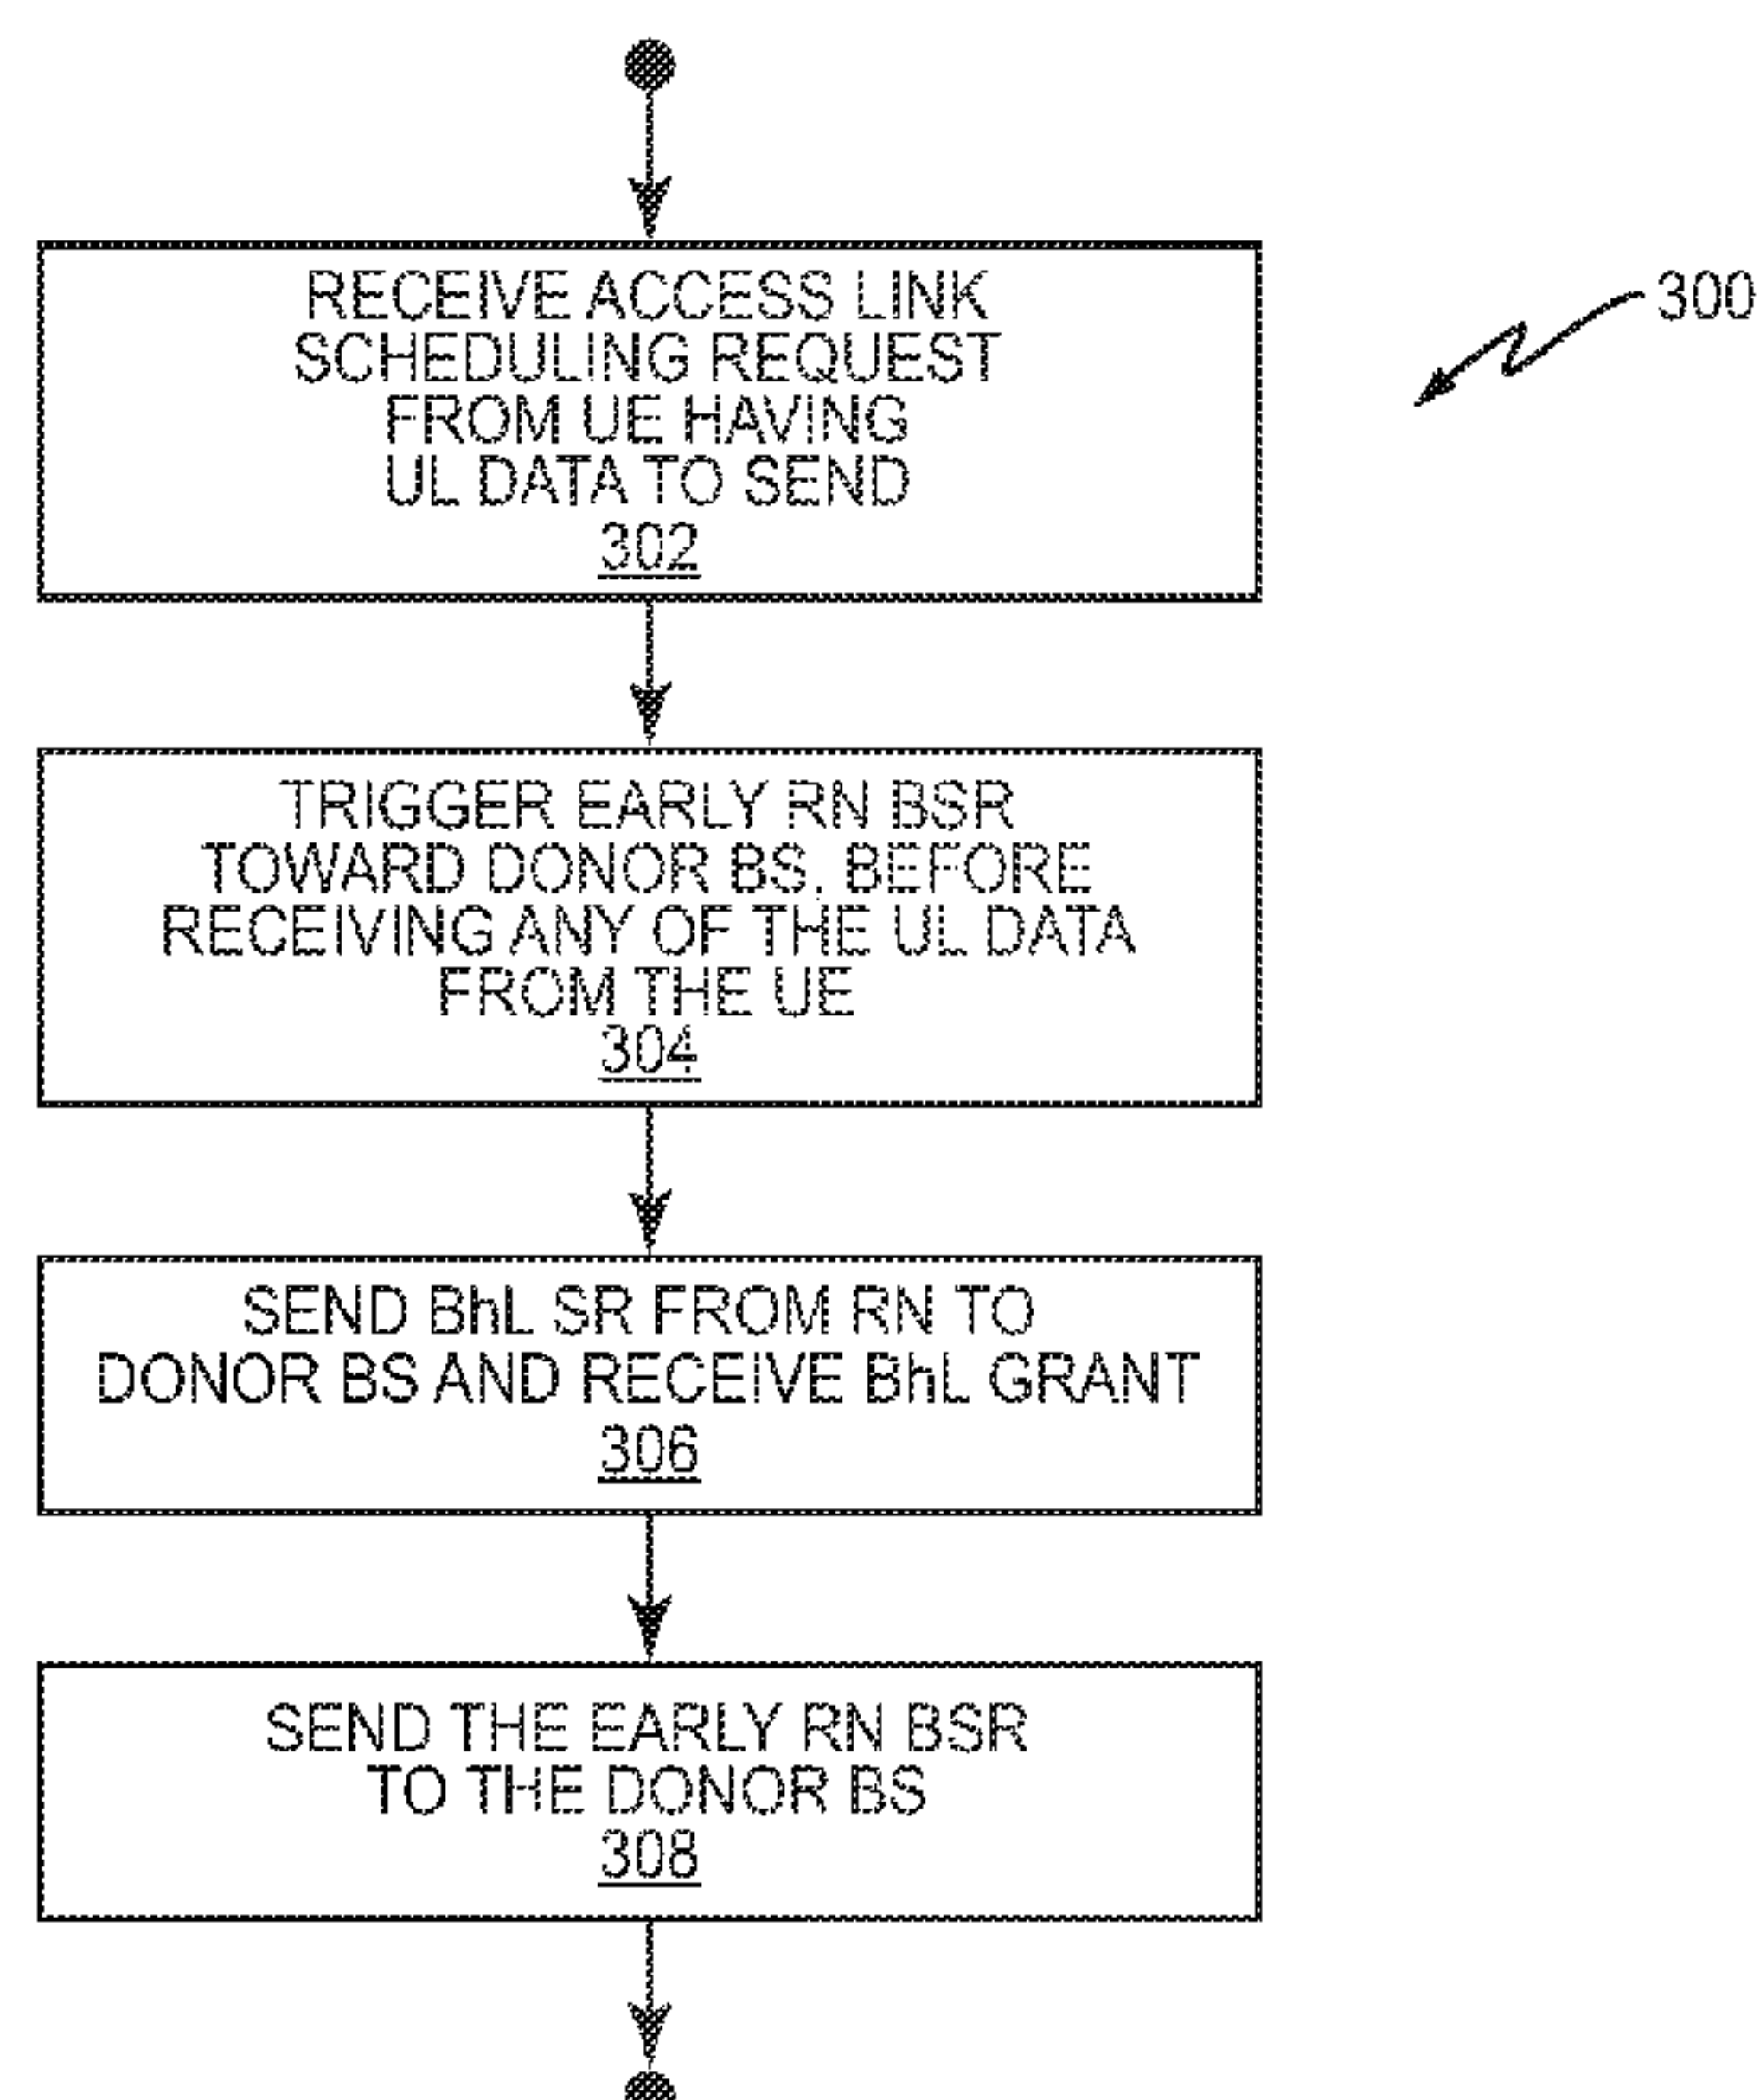 300
RECEIVE ACCESS LINK
SCHEDULING REQUEST
FROM UE HAVING
UL DATA TO SEND
302
TRIGGER EARLY RN BSR
TOWARD DONOR BS, BEFORE
RECEIVING ANY OF THE UL DATA
FROM THE UE
304
SEND BhL SR FROM RN TO
DONOR BS AND RECEIVE BhL GRANT
306
SEND THE EARLY RN BSR
TO THE DONOR BS
308